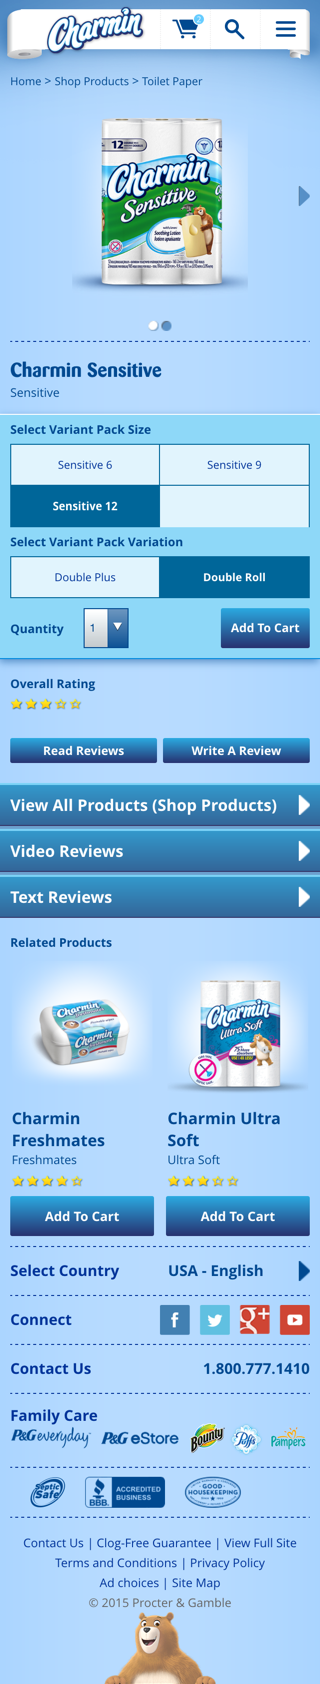 Charmin
2
Home > Shop Products > Toilet Paper
12
Charmin
Sensitive
Soothing Lotion
lotion apaisante
Charmin Sensitive
Sensitive
Select Variant Pack Size
Sensitive 6
Sensitive 9
Sensitive 12
Select Variant Pack Variation
Double Plus
Double Roll
Quantity
1
Add To Cart
Overall Rating
Read Reviews
Write A Review
View All Products (Shop Products)
Video Reviews
Text Reviews
Related Products
Charmin
Freshmates
Charmin
Ultra Soft
Charmin Freshmates
Charmin Ultra Soft
Freshmates
Ultra Soft
Add To Cart
Add To Cart
Select Country
USA - English
Connect
f
g+
Contact Us
1.800.777.1410
Family Care
P&G everyday
P&G eStore
Bounty
Puffs
Pampers
Septic Safe
BBB
ACCREDITED BUSINESS
GOOD HOUSEKEEPING
Contact Us | Clog-Free Guarantee | View Full Site
Terms and Conditions | Privacy Policy
Ad choices | Site Map
© 2015 Procter & Gamble